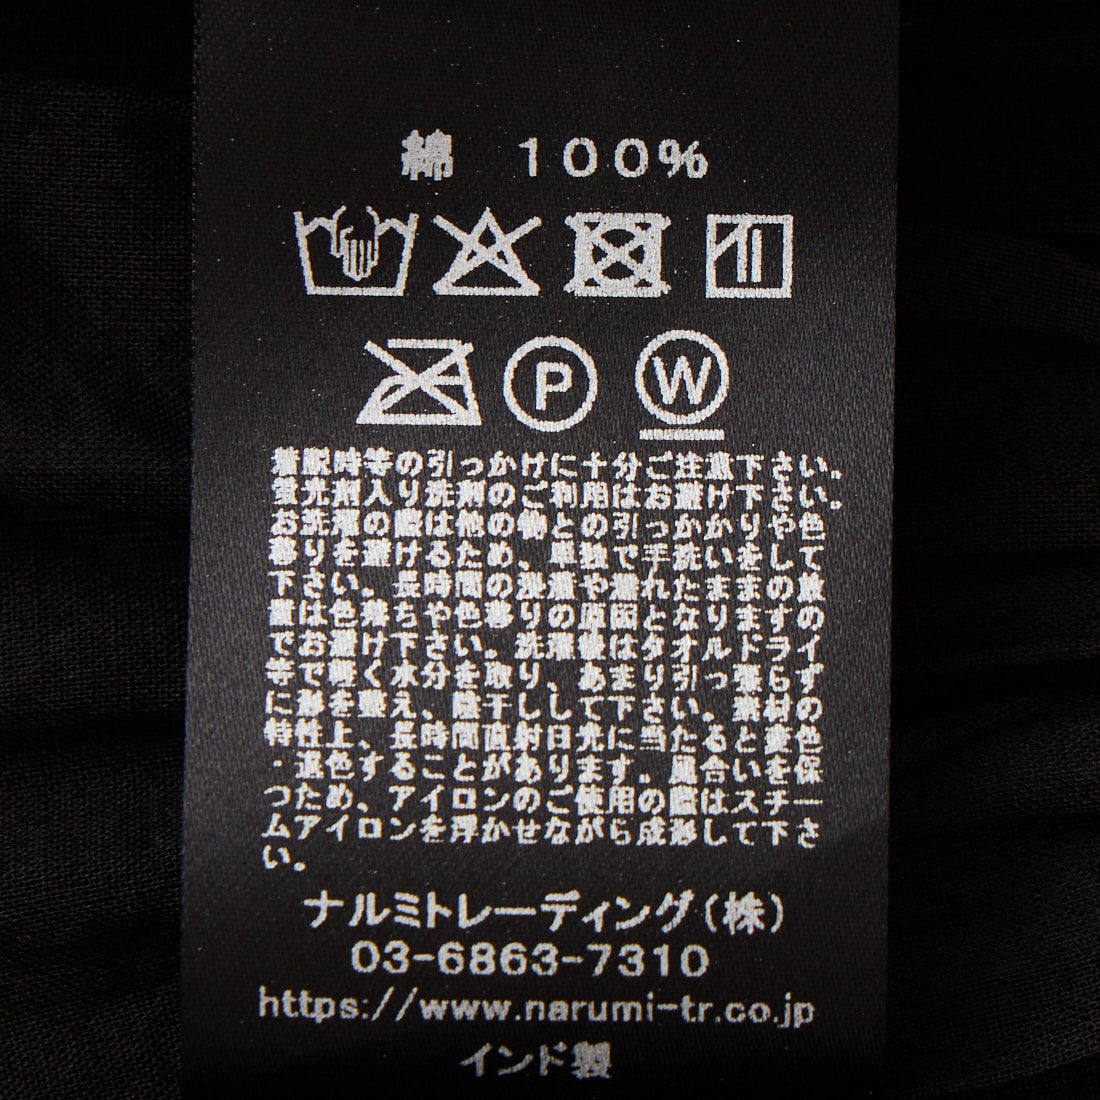 綿 100%
P W
着脱時等の引っかけに十分ご注意下さい。
蛍光剤入り洗剤のご利用はお避け下さい。
お洗濯の際は他の物との引っかかりや色
移りを避けるため、単独で手洗いをして
下さい。長時間の浸漬や濡れたままの放
置は色落ちや色移りの原因となりますの
でお避け下さい。洗濯後はタオルドライ
等で軽く水分を取り、あまり引っ張らず
に形を整え、陰干しして下さい。素材の
特性上、長時間直射日光に当たると変色
・退色することがあります。風合いを保
つため、アイロンのご使用の際はスチー
ムアイロンを浮かせながら成形して下さ
い。
ナルミトレーディング(株)
03-6863-7310
https://www.narumi-tr.co.jp
インド製